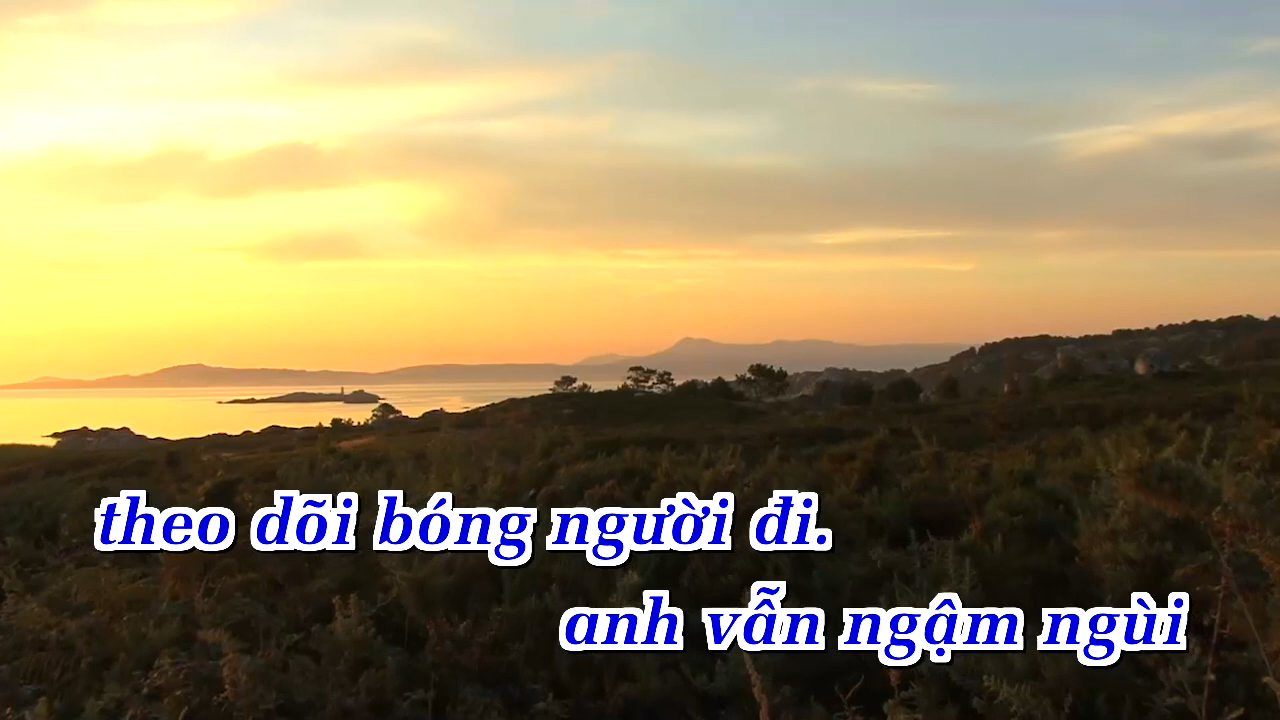 theo dõi bóng người đi.
anh vẫn ngậm ngùi